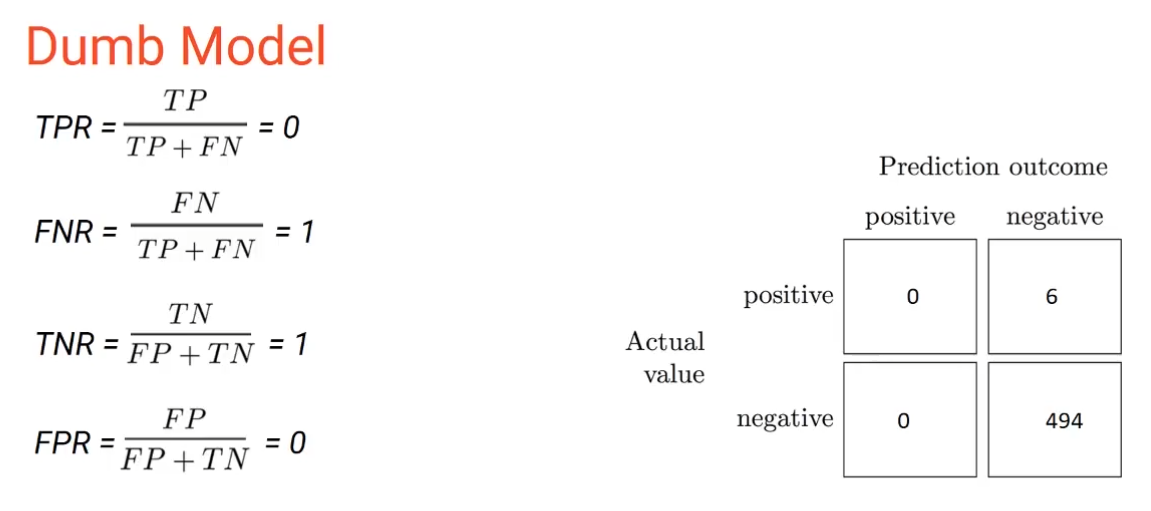 Dumb Model
TPR = TP / TP + FN = 0
FNR = FN / TP + FN = 1
TNR = TN / FP + TN = 1
FPR = FP / FP + TN = 0
Prediction outcome
positive negative
positive 0 6
Actual
value
negative 0 494